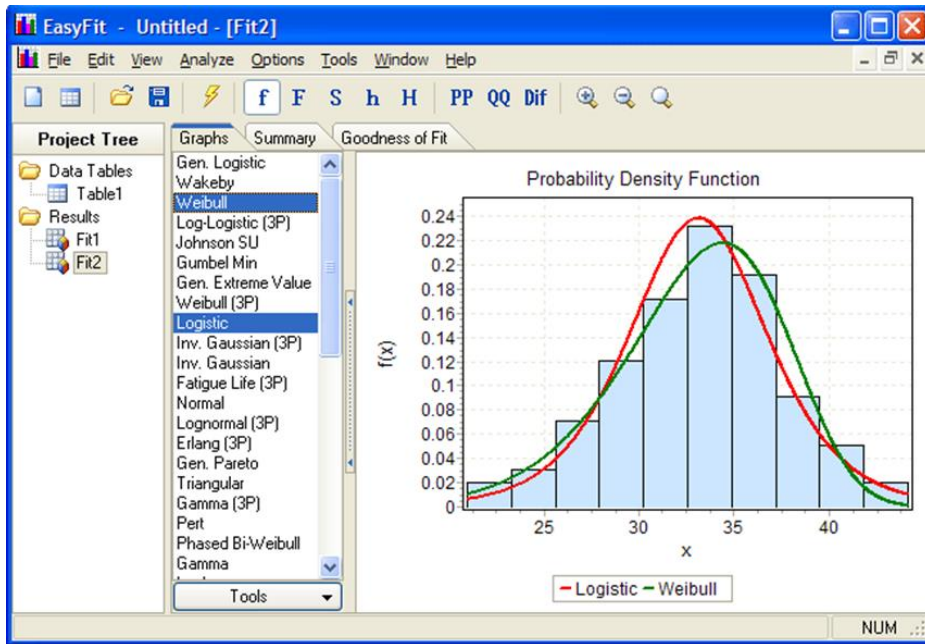 EasyFit - Untitled - [Fit2]
File Edit View Analyze Options Tools Window Help
f F S h H PP QQ Dif
Project Tree
Data Tables
Table1
Results
Fit1
Fit2
Graphs Summary Goodness of Fit
Gen. Logistic
Wakeby
Weibull
Log-Logistic (3P)
Johnson SU
Gumbel Min
Gen. Extreme Value
Weibull (3P)
Logistic
Inv. Gaussian (3P)
Inv. Gaussian
Fatigue Life (3P)
Normal
Lognormal (3P)
Erlang (3P)
Gen. Pareto
Triangular
Gamma (3P)
Pert
Phased Bi-Weibull
Gamma
Tools
Probability Density Function
f(x)
0.24
0.22
0.2
0.18
0.16
0.14
0.12
0.1
0.08
0.06
0.04
0.02
0
25 30 35 40
x
Logistic Weibull
NUM